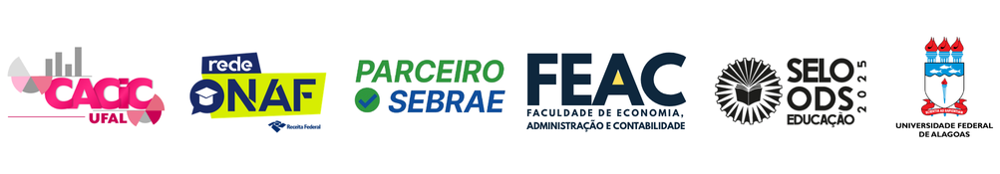 CACiC
UFAL
rede
NAF
Receita Federal
PARCEIRO
SEBRAE
FEAC
FACULDADE DE ECONOMIA,
ADMINISTRAÇÃO E CONTABILIDADE
SELO
ODS
EDUCAÇÃO
2025
UNIVERSIDADE FEDERAL
DE ALAGOAS